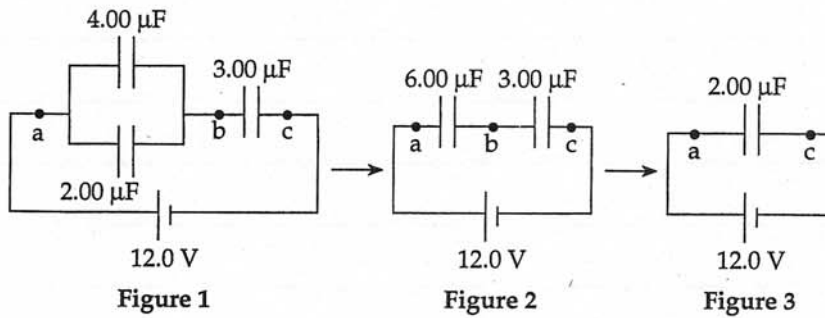 4.00 µF
3.00 µF
a
b
c
2.00 µF
12.0 V
Figure 1
6.00 µF
3.00 µF
a
b
c
12.0 V
Figure 2
2.00 µF
a
c
12.0 V
Figure 3